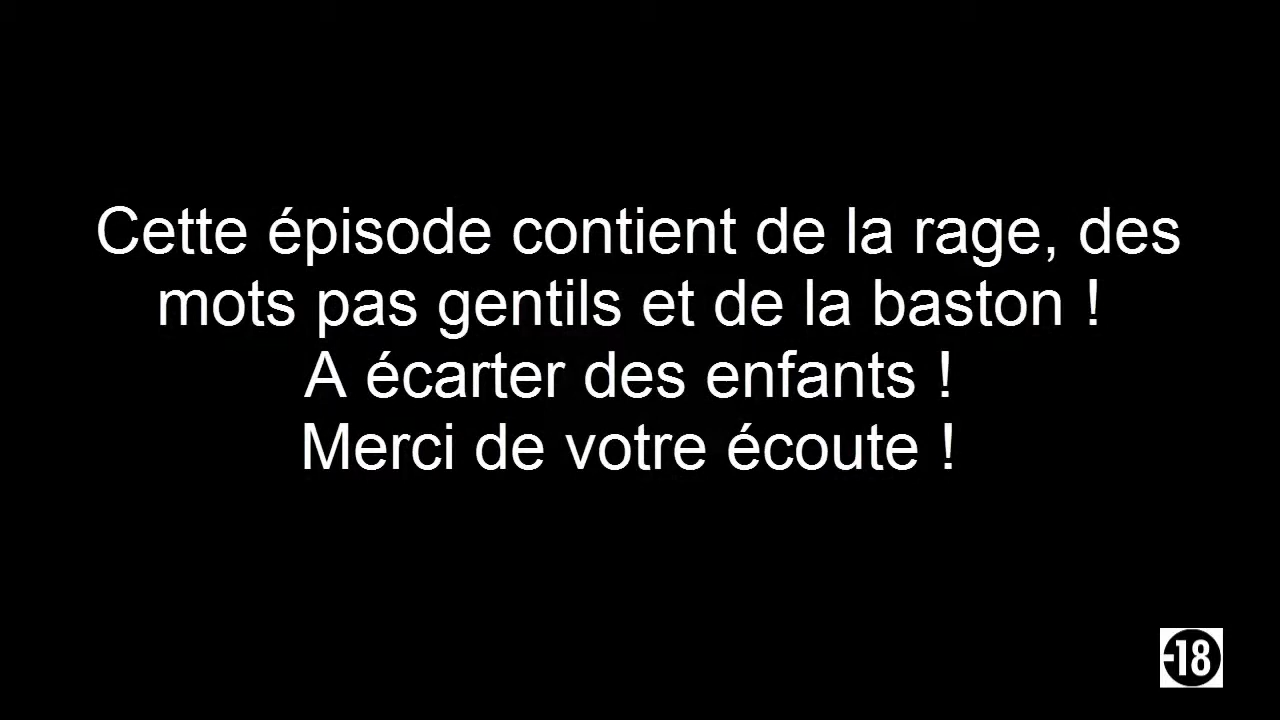 Cette épisode contient de la rage, des
mots pas gentils et de la baston !
A écarter des enfants !
Merci de votre écoute !
-18